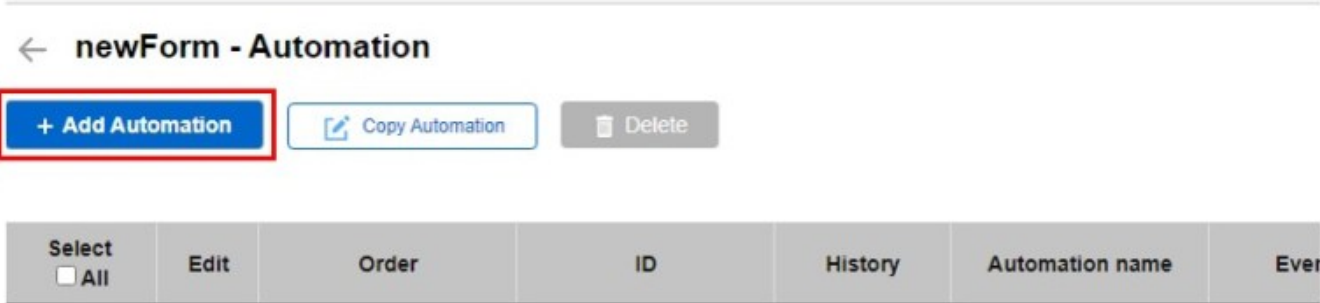 ← newForm - Automation
+ Add Automation Copy Automation Delete
Select
All Edit Order ID History Automation name